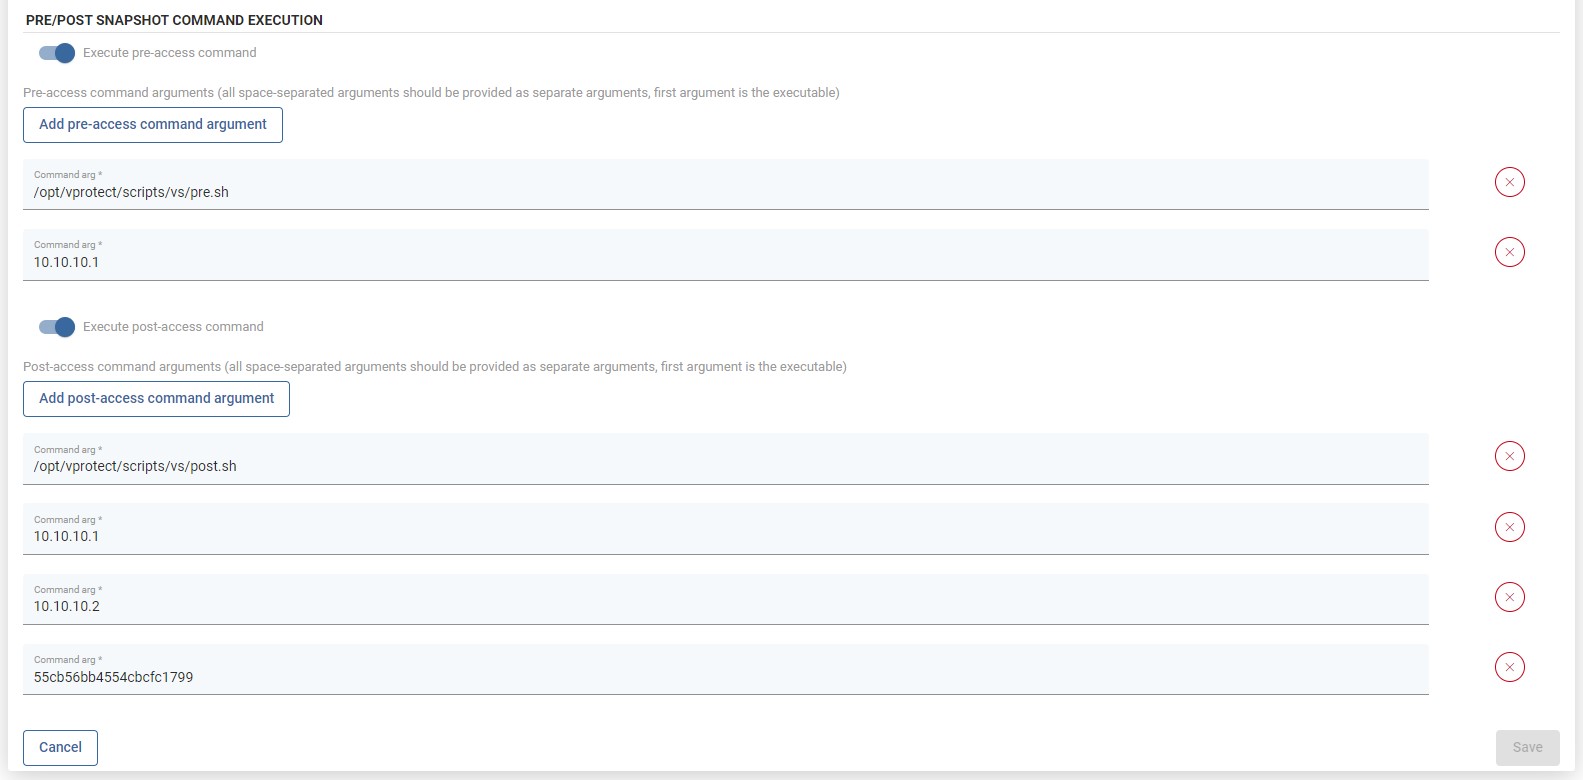 PRE/POST SNAPSHOT COMMAND EXECUTION
Execute pre-access command
Pre-access command arguments (all space-separated arguments should be provided as separate arguments, first argument is the executable)
Add pre-access command argument
Command arg *
/opt/vprotect/scripts/vs/pre.sh
Command arg *
10.10.10.1
Execute post-access command
Post-access command arguments (all space-separated arguments should be provided as separate arguments, first argument is the executable)
Add post-access command argument
Command arg *
/opt/vprotect/scripts/vs/post.sh
Command arg *
10.10.10.1
Command arg *
10.10.10.2
Command arg *
55cb56bb4554cbcfc1799
Cancel
Save